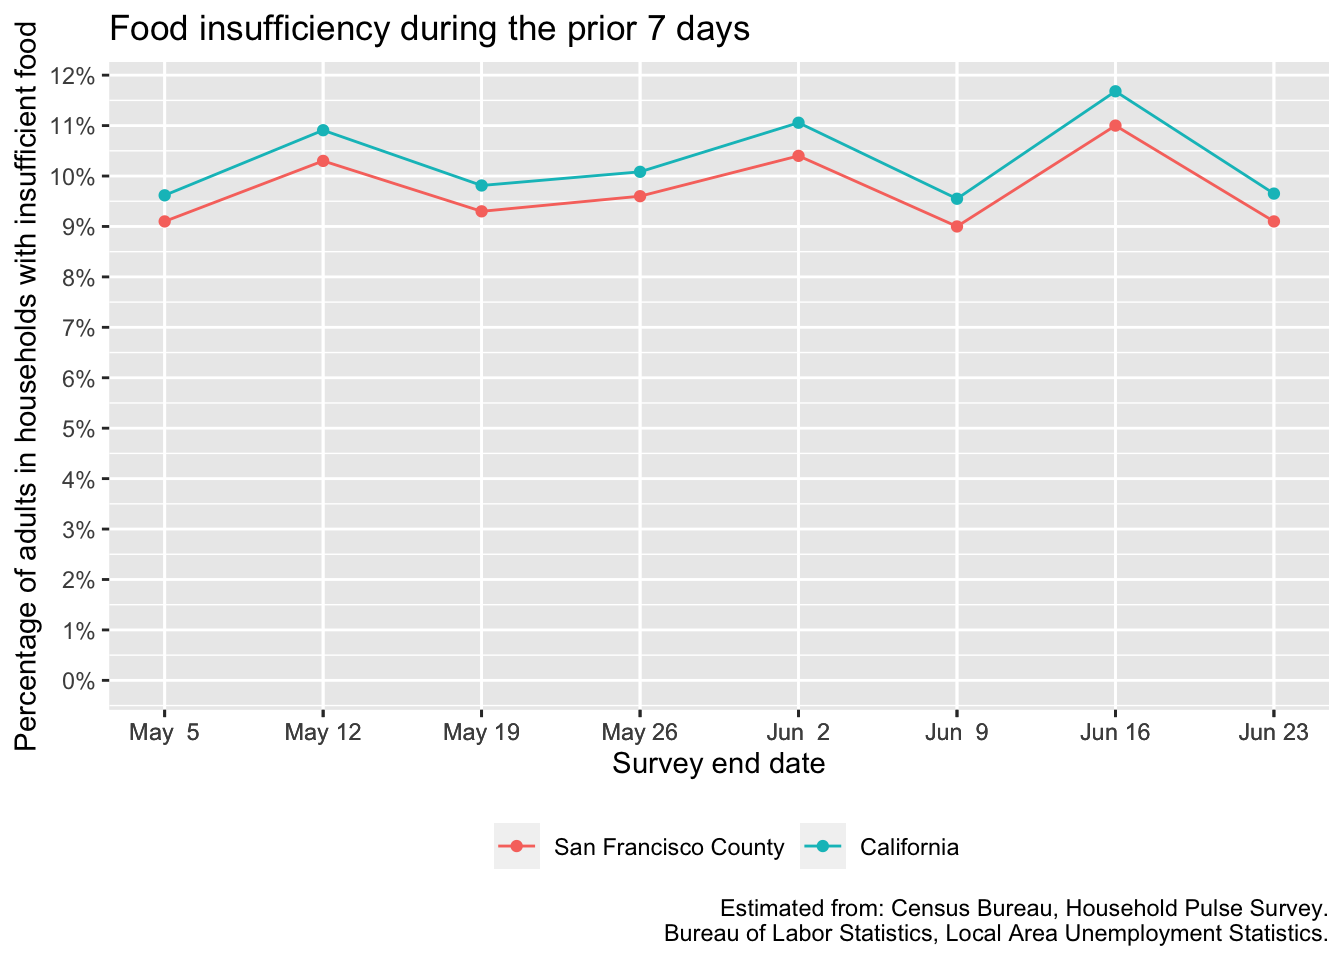 Food insufficiency during the prior 7 days
Percentage of adults in households with insufficient food
12%
11%
10%
9%
8%
7%
6%
5%
4%
3%
2%
1%
0%
May 5 May 12 May 19 May 26 Jun 2 Jun 9 Jun 16 Jun 23
Survey end date
San Francisco County California
Estimated from: Census Bureau, Household Pulse Survey.
Bureau of Labor Statistics, Local Area Unemployment Statistics.